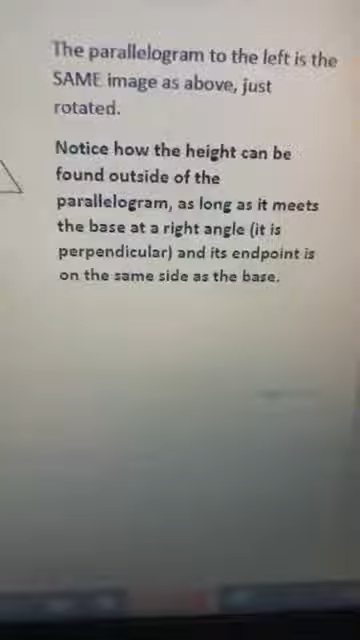 The parallelogram to the left is the
SAME image as above, just
rotated.
Notice how the height can be
found outside of the
parallelogram, as long as it meets
the base at a right angle (it is
perpendicular) and its endpoint is
on the same side as the base.